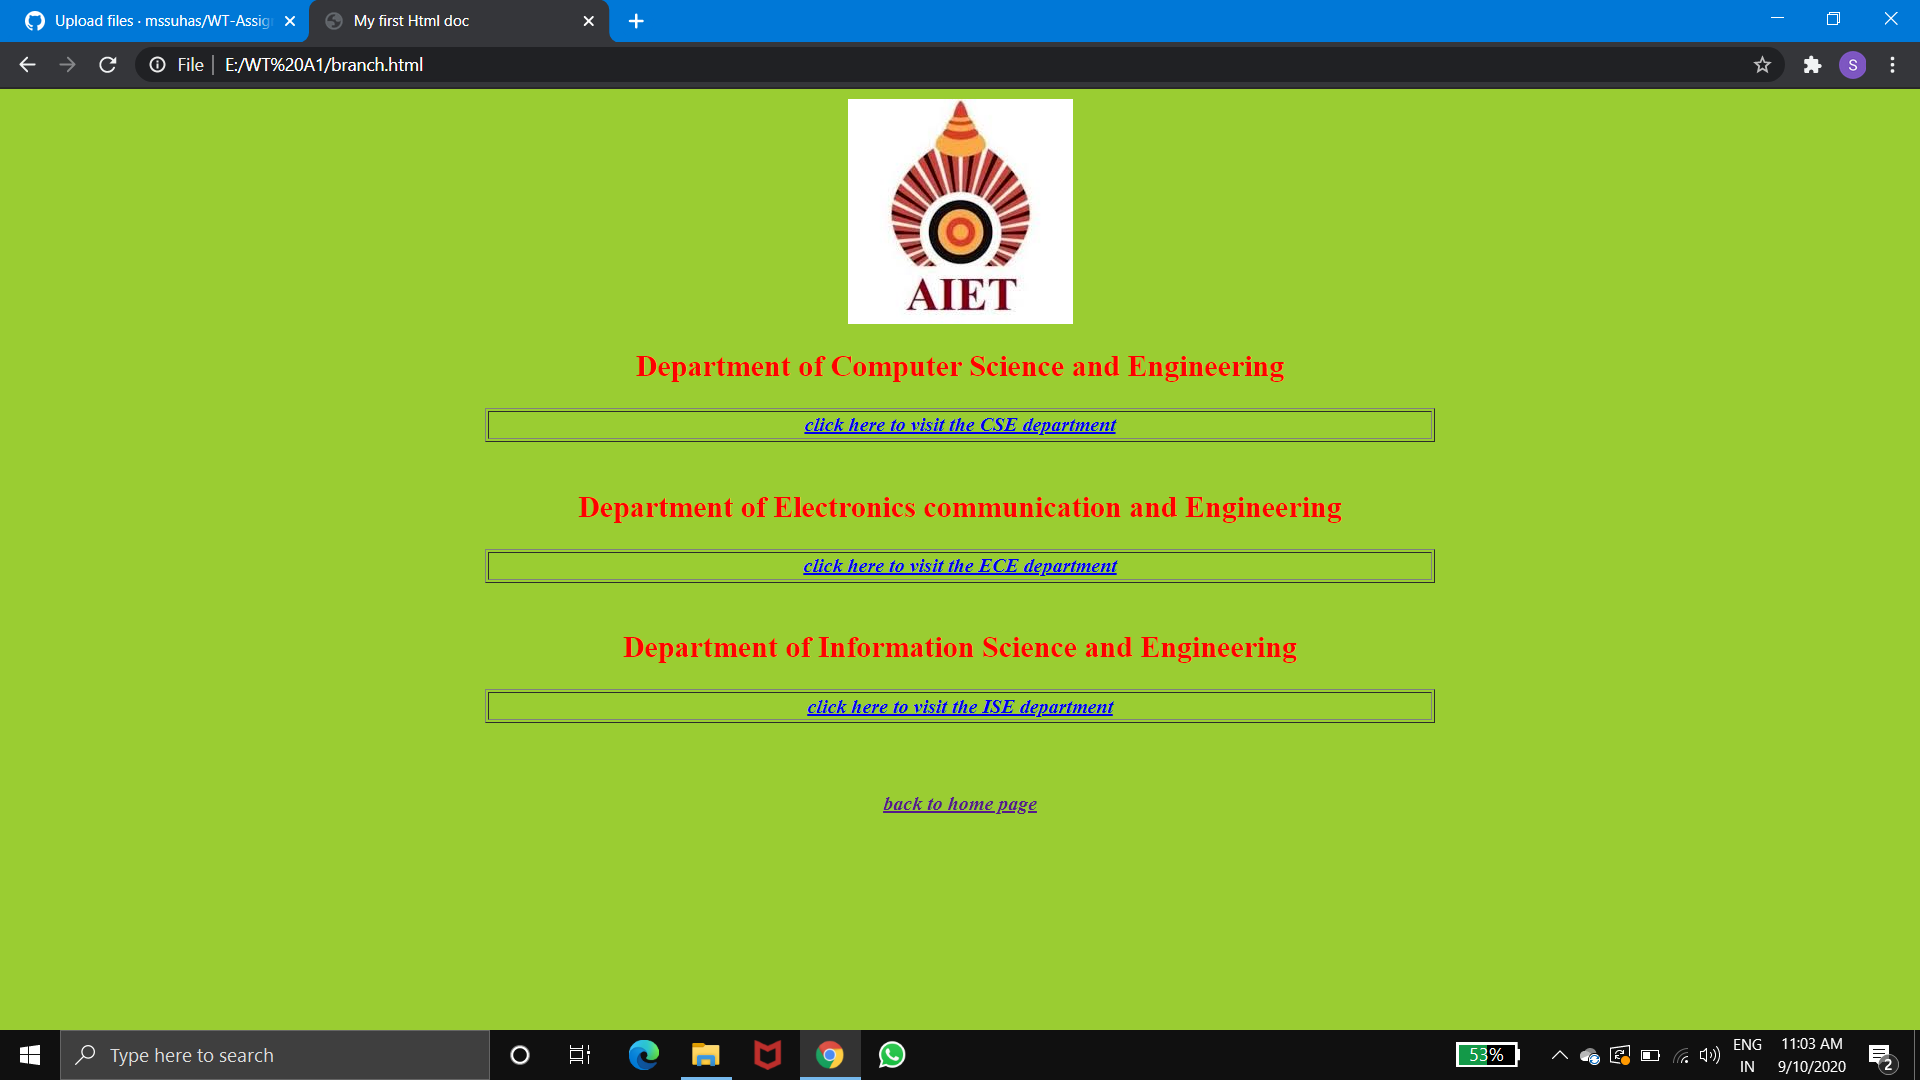 Upload files · mssuhas/WT-Assig
My first Html doc
File
E:/WT%20A1/branch.html
S
AIET
Department of Computer Science and Engineering
click here to visit the CSE department
Department of Electronics communication and Engineering
click here to visit the ECE department
Department of Information Science and Engineering
click here to visit the ISE department
back to home page
Type here to search
53%
ENG
IN
11:03 AM
9/10/2020
2